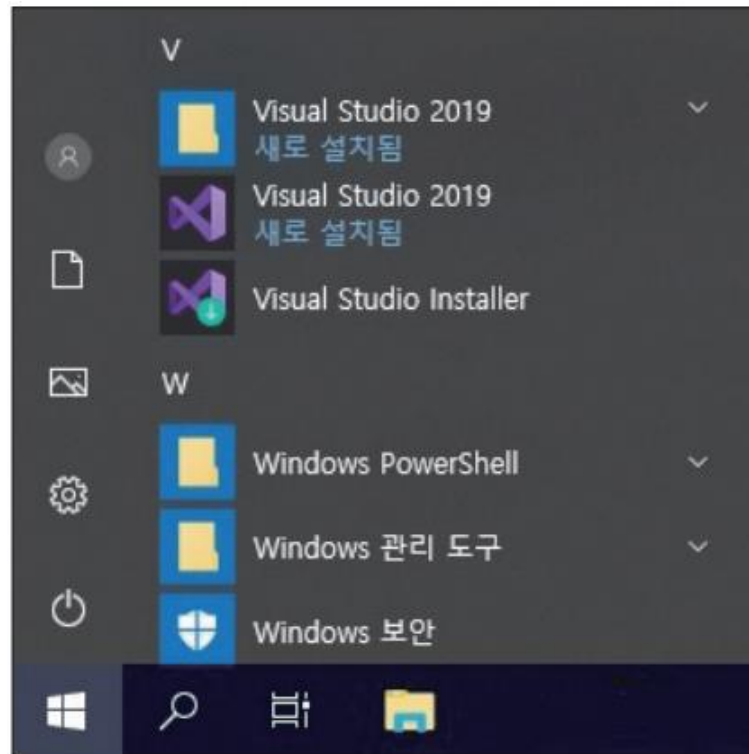 V
Visual Studio 2019
새로 설치됨
Visual Studio 2019
새로 설치됨
Visual Studio Installer
W
Windows PowerShell
Windows 관리 도구
Windows 보안